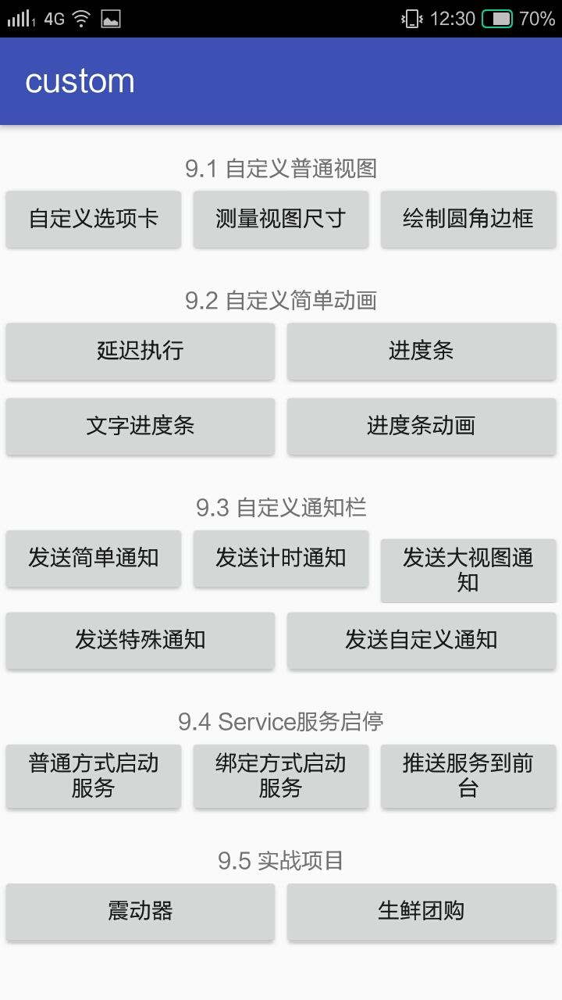 4G 12:30 70%
custom
9.1 自定义普通视图
自定义选项卡 测量视图尺寸 绘制圆角边框
9.2 自定义简单动画
延迟执行 进度条
文字进度条 进度条动画
9.3 自定义通知栏
发送简单通知 发送计时通知 发送大视图通
知
发送特殊通知 发送自定义通知
9.4 Service服务启停
普通方式启动 绑定方式启动 推送服务到前
服务 服务 台
9.5 实战项目
震动器 生鲜团购